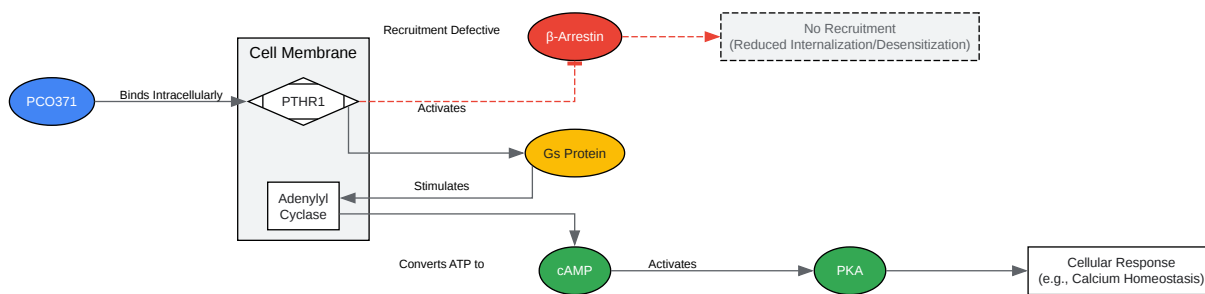 Recruitment Defective
β-Arrestin
No Recruitment
(Reduced Internalization/Desensitization)
Cell Membrane
PCO371
Binds Intracellularly
PTHR1
Activates
Gs Protein
Stimulates
Adenylyl
Cyclase
Converts ATP to
cAMP
Activates
PKA
Cellular Response
(e.g., Calcium Homeostasis)